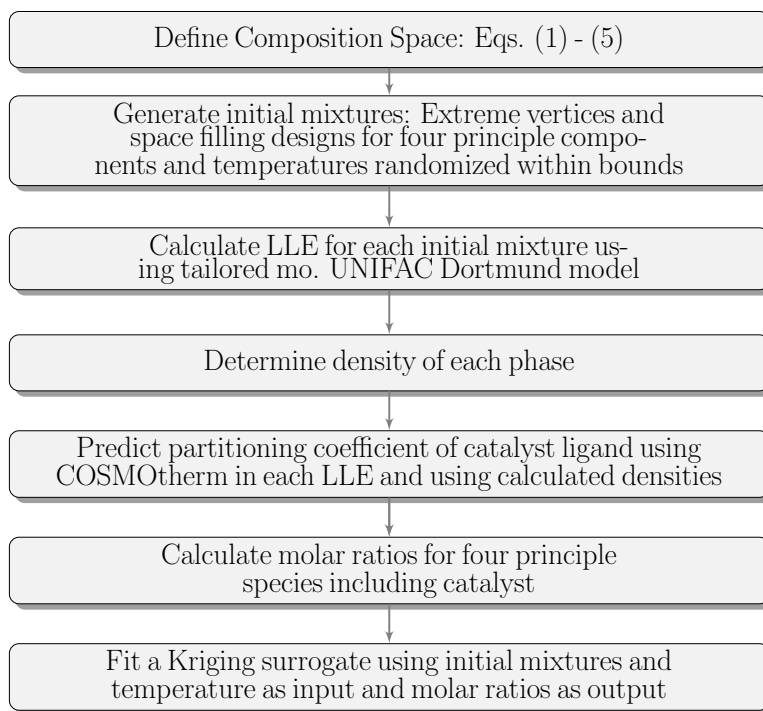 Define Composition Space: Eqs. (1) - (5)
Generate initial mixtures: Extreme vertices and
space filling designs for four principle compo-
nents and temperatures randomized within bounds
Calculate LLE for each initial mixture us-
ing tailored mo. UNIFAC Dortmund model
Determine density of each phase
Predict partitioning coefficient of catalyst ligand using
COSMOtherm in each LLE and using calculated densities
Calculate molar ratios for four principle
species including catalyst
Fit a Kriging surrogate using initial mixtures and
temperature as input and molar ratios as output